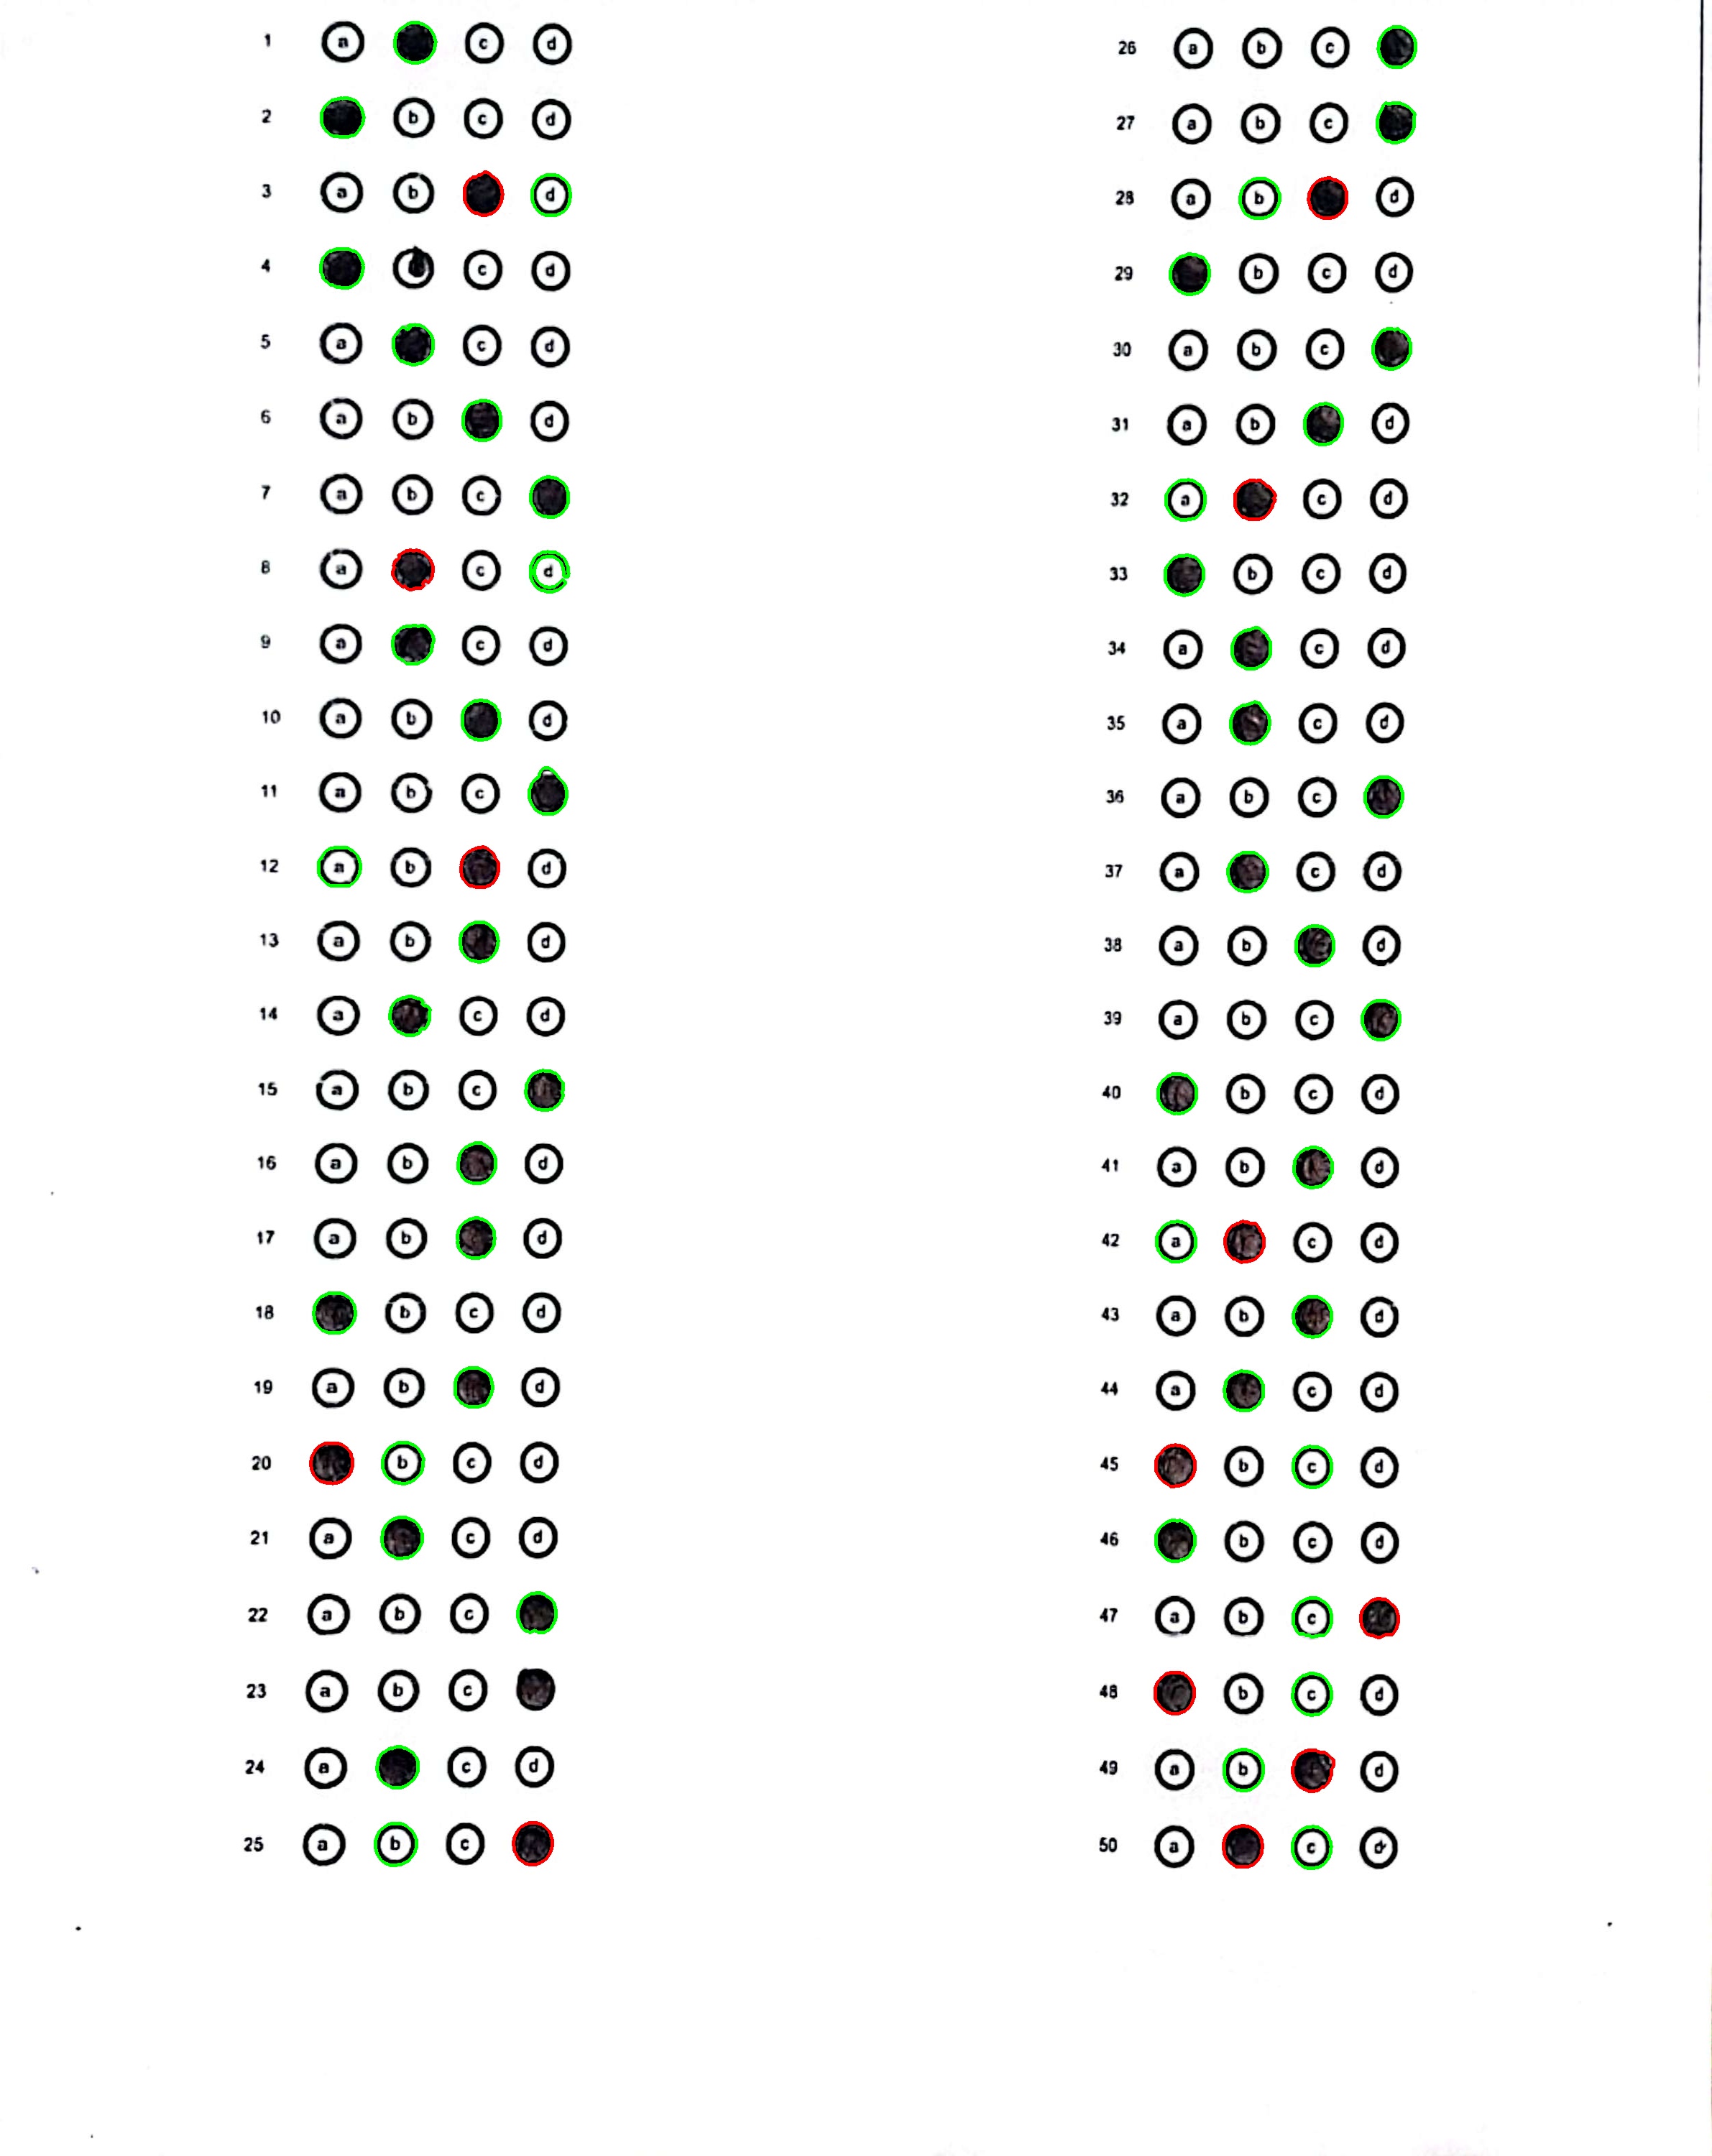 1 a c d
2 b c d
3 a b d
4 c d
5 a c d
6 a b d
7 a b c
8 a c d
9 a c d
10 a b d
11 a b c
12 a b d
13 a b d
14 a c d
15 a b c
16 a b d
17 a b d
18 b c d
19 a b d
20 b c d
21 a c d
22 a b c
23 a b c
24 a c d
25 a b c
26 a b c
27 a b c
28 a b d
29 b c d
30 a b c
31 a b d
32 a c d
33 b c d
34 a c d
35 a c d
36 a b c
37 a c d
38 a b d
39 a b c
40 b c d
41 a b d
42 a c d
43 a b d
44 a c d
45 b c d
46 b c d
47 a b c
48 b c d
49 a b d
50 a c d